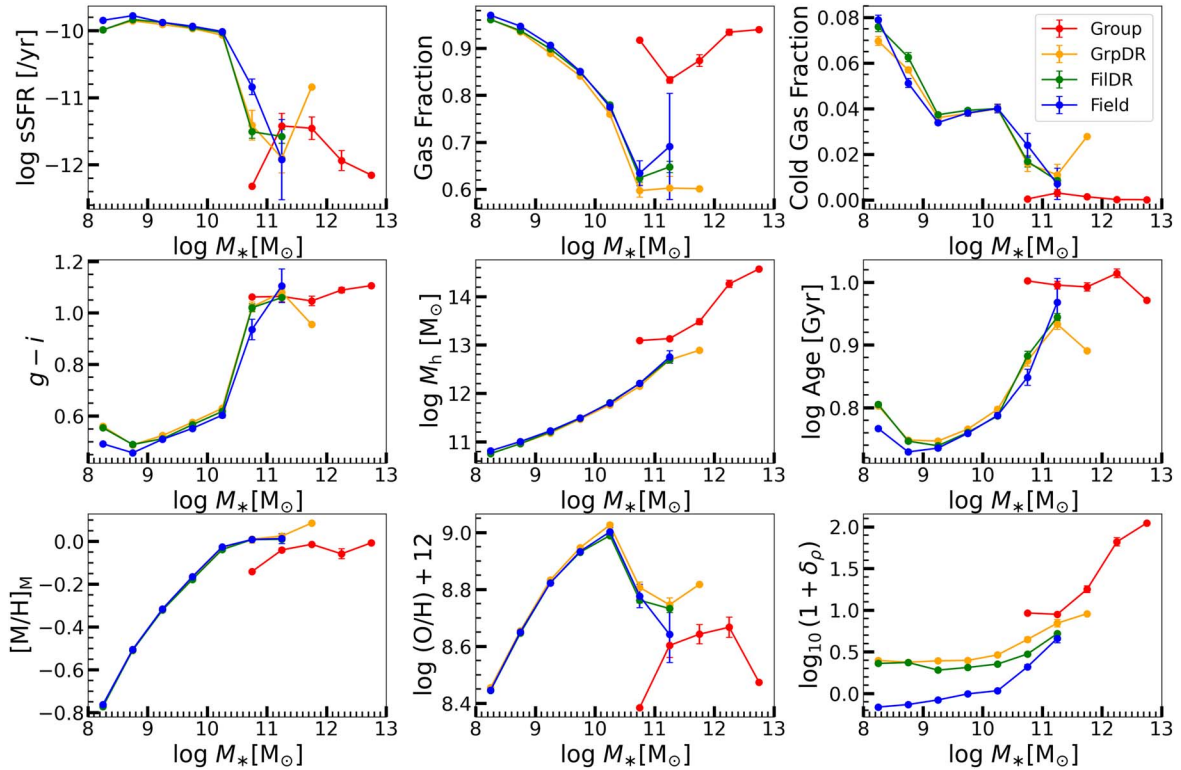 log sSFR [/yr]
−10
−11
−12
8 9 10 11 12 13
log M∗[M⊙]
Gas Fraction
0.9
0.8
0.7
0.6
8 9 10 11 12 13
log M∗[M⊙]
Cold Gas Fraction
0.08
0.06
0.04
0.02
0.00
Group
GrpDR
FilDR
Field
8 9 10 11 12 13
log M∗[M⊙]
g − i
1.2
1.0
0.8
0.6
8 9 10 11 12 13
log M∗[M⊙]
log Mh [M⊙]
14
13
12
11
8 9 10 11 12 13
log M∗[M⊙]
log Age [Gyr]
1.0
0.9
0.8
8 9 10 11 12 13
log M∗[M⊙]
[M/H]M
0.0
−0.2
−0.4
−0.6
−0.8
8 9 10 11 12 13
log M∗[M⊙]
log (O/H) + 12
9.0
8.8
8.6
8.4
8 9 10 11 12 13
log M∗[M⊙]
log10 (1 + δρ)
2.0
1.5
1.0
0.5
0.0
8 9 10 11 12 13
log M∗[M⊙]